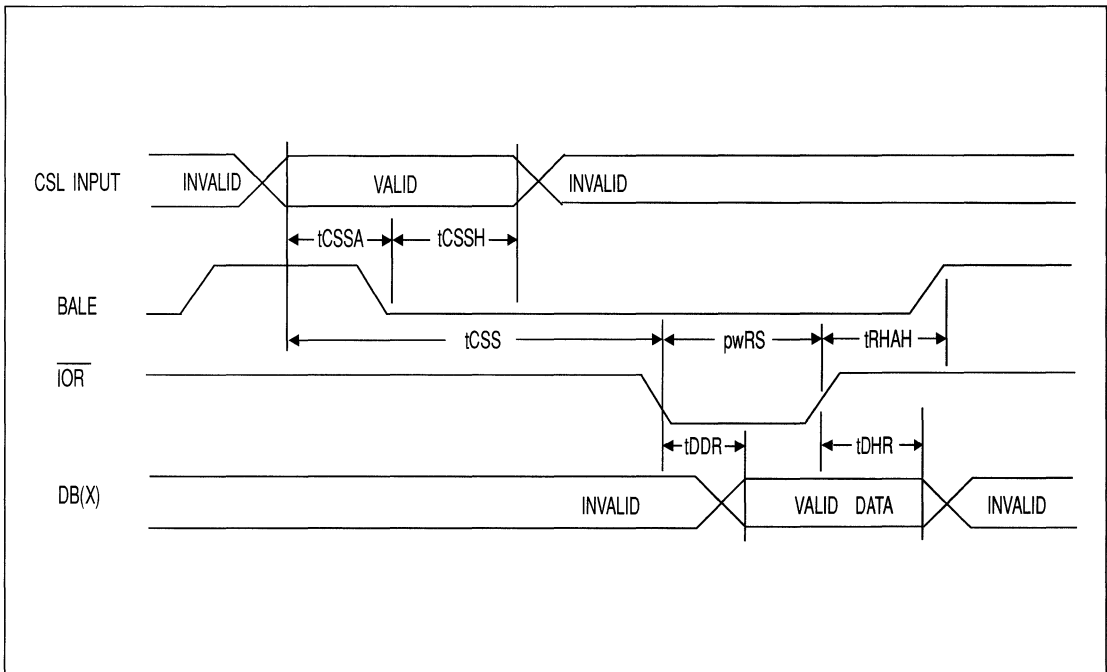 CSL INPUT INVALID VALID INVALID
tCSSA tCSSH
BALE
tCSS pwRS tRHAH
IOR
tDDR tDHR
DB(X)
INVALID VALID DATA INVALID